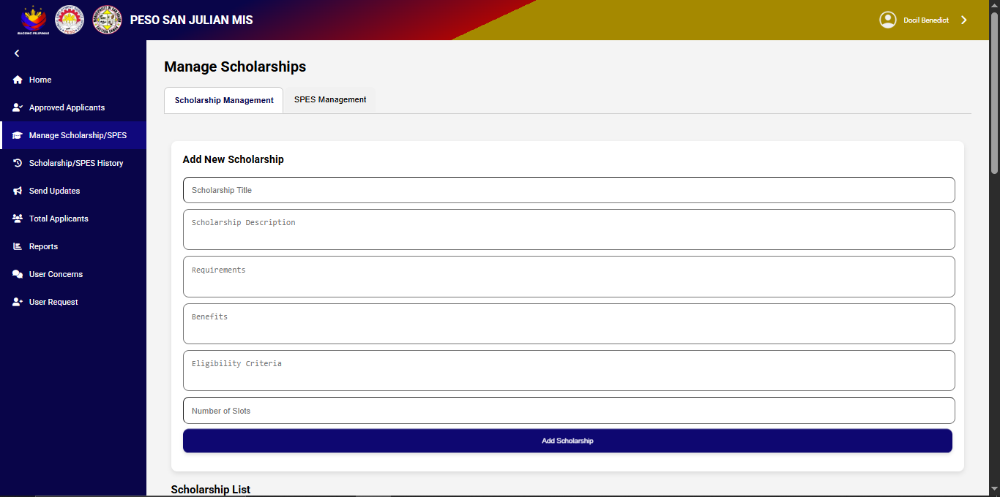 BAGONG PILIPINAS
PESO SAN JULIAN MIS
Docil Benedict
Home
Approved Applicants
Manage Scholarship/SPES
Scholarship/SPES History
Send Updates
Total Applicants
Reports
User Concerns
User Request
Manage Scholarships
Scholarship Management
SPES Management
Add New Scholarship
Scholarship Title
Scholarship Description
Requirements
Benefits
Eligibility Criteria
Number of Slots
Add Scholarship
Scholarship List